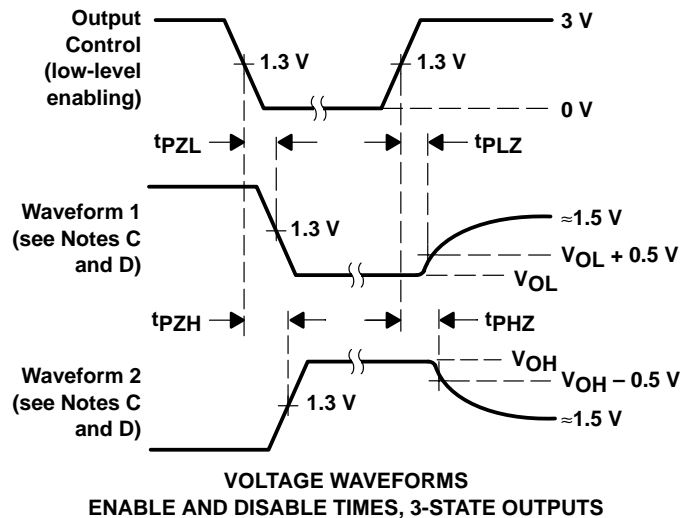 Output
Control
(low-level
enabling)
1.3 V
1.3 V
3 V
0 V
tPZL
tPLZ
Waveform 1
(see Notes C
and D)
1.3 V
≈1.5 V
VOL + 0.5 V
VOL
tPZH
tPHZ
Waveform 2
(see Notes C
and D)
1.3 V
VOH
VOH – 0.5 V
≈1.5 V
VOLTAGE WAVEFORMS
ENABLE AND DISABLE TIMES, 3-STATE OUTPUTS